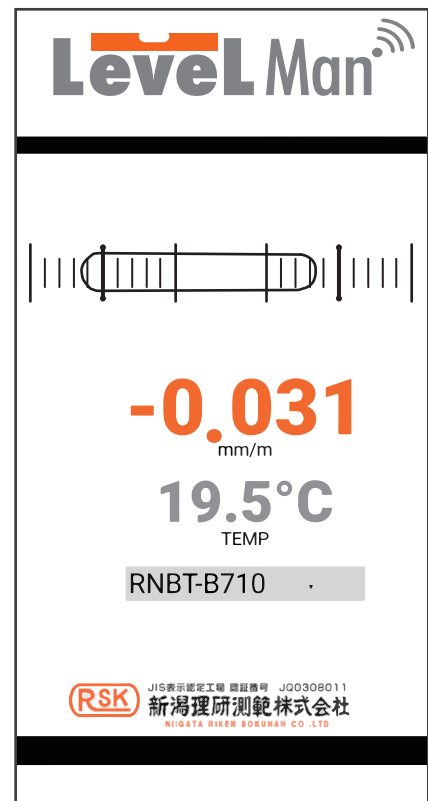 LeveL Man
-0.031
mm/m
19.5°C
TEMP
RNBT-B710
RSK
JIS表示認定工場 認証番号 JQ0308011
新潟理研測範株式会社
NIIGATA RIKEN SOKUHAN CO .LTD